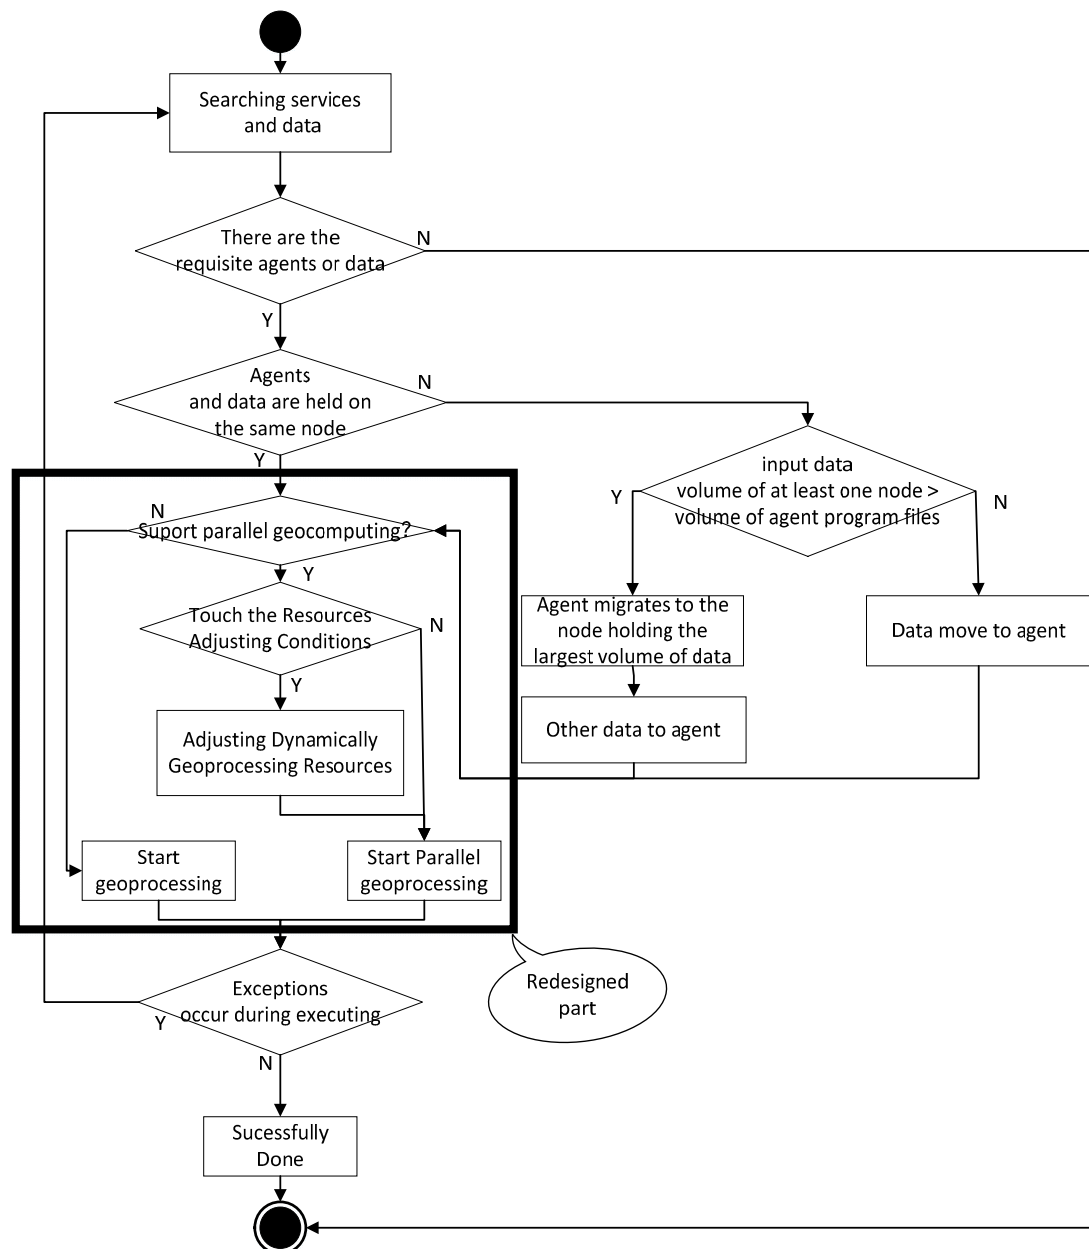 Searching services
and data
There are the
requisite agents or data
N
Y
Agents
and data are held on
the same node
N
Y
input data
volume of at least one node >
volume of agent program files
Y
N
N
Suport parallel geocomputing?
Y
Touch the Resources
Adjusting Conditions
N
Y
Agent migrates to the
node holding the
largest volume of data
Data move to agent
Other data to agent
Adjusting Dynamically
Geoprocessing Resources
Start
geoprocessing
Start Parallel
geoprocessing
Redesigned
part
Exceptions
occur during executing
Y
N
Sucessfully
Done